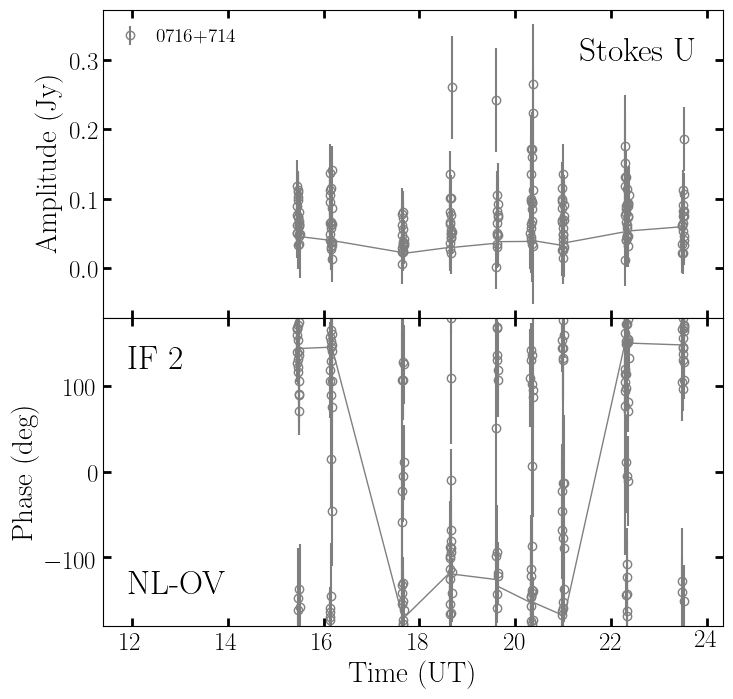 0716+714
Stokes U
0.3
0.2
0.1
0.0
Amplitude (Jy)
IF 2
100
0
−100
Phase (deg)
NL-OV
12 14 16 18 20 22 24
Time (UT)